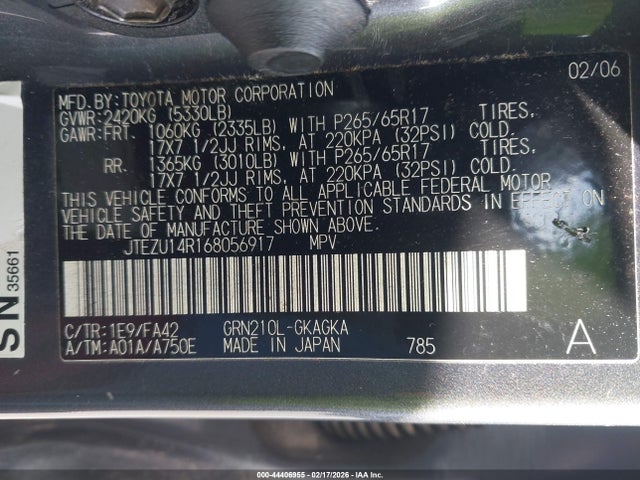 02/06
MFD.BY:TOYOTA MOTOR CORPORATION
GVWR:2420KG (5330LB)
GAWR:FRT. 1060KG (2335LB) WITH P265/65R17 TIRES,
17X7 1/2JJ RIMS, AT 220KPA (32PSI) COLD.
RR. 1365KG (3010LB) WITH P265/65R17 TIRES,
17X7 1/2JJ RIMS, AT 220KPA (32PSI) COLD.
THIS VEHICLE CONFORMS TO ALL APPLICABLE FEDERAL MOTOR
VEHICLE SAFETY AND THEFT PREVENTION STANDARDS IN EFFECT ON
THE DATE OF MANUFACTURE SHOWN ABOVE.
JTEZU14R168056917 MPV
C/TR:1E9/FA42 GRN210L-GKAGKA
A/TM:A01A/A750E MADE IN JAPAN 785 A
SN 35661
000-44406955 - 02/17/2026 - IAA Inc.